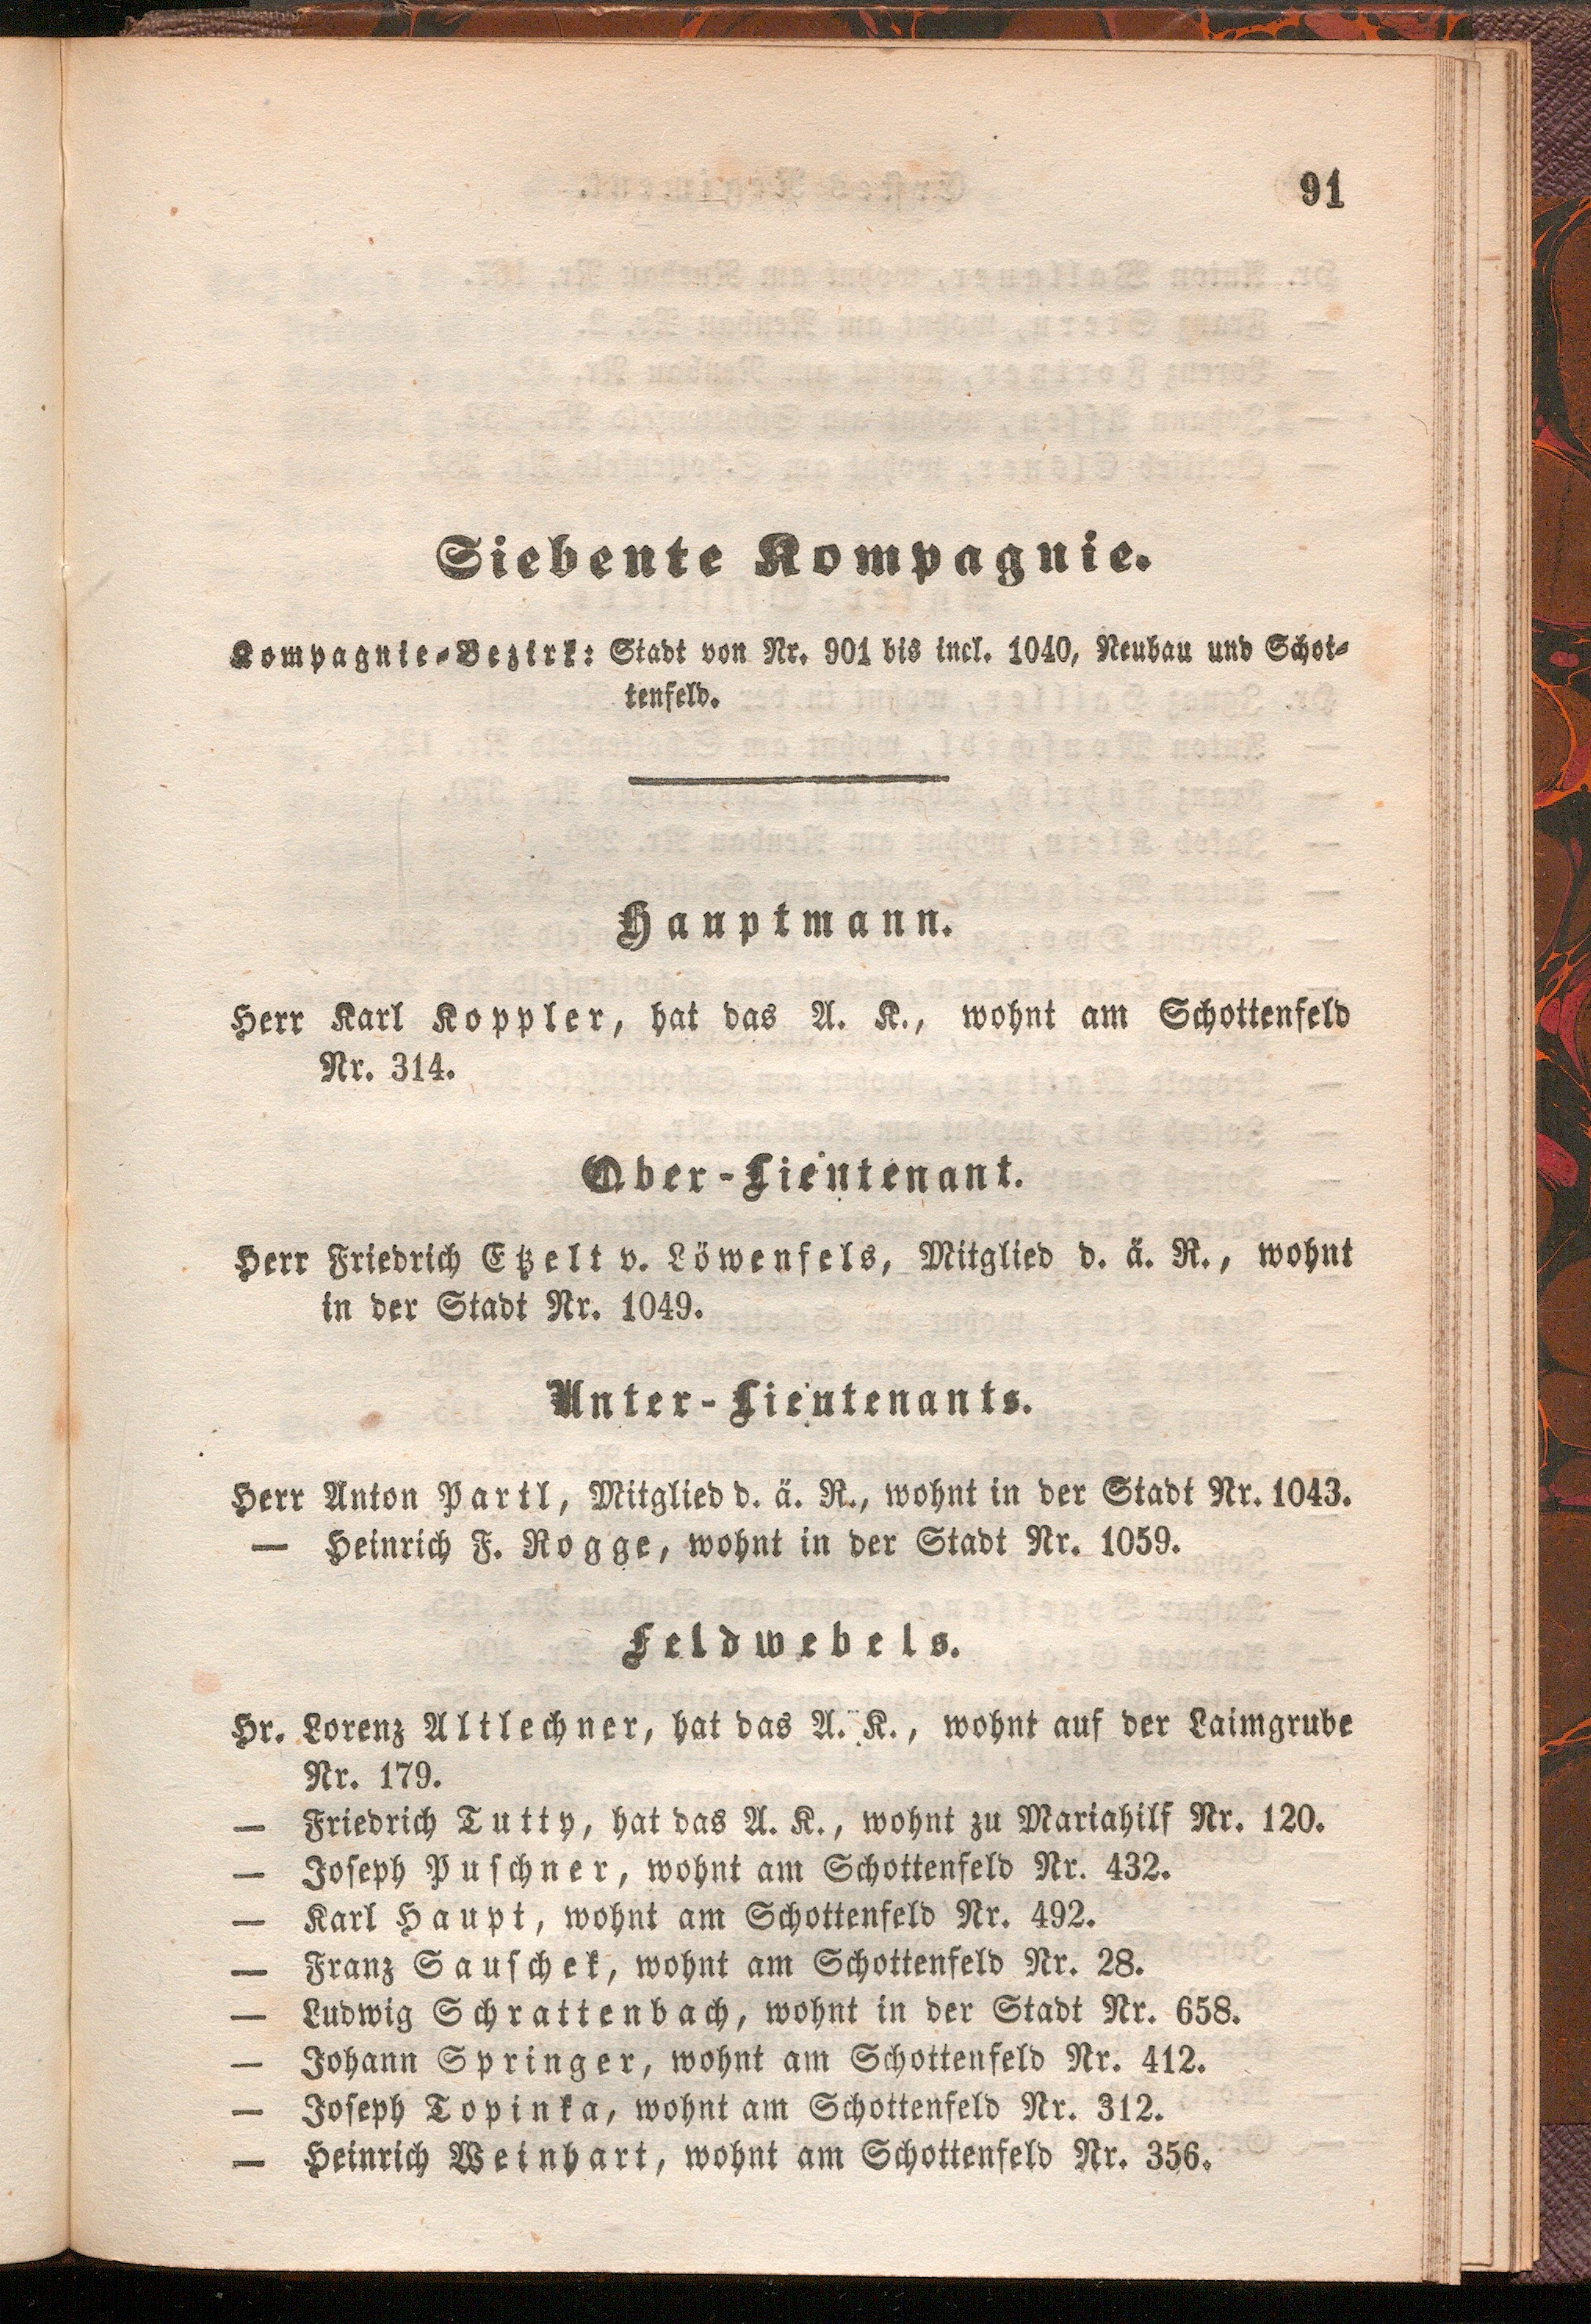 91
Siebente Kompagnie.
Kompagnie-Bezirk: Stadt von Nr. 901 bis incl. 1040, Neubau und Schot-
tenfeld.
Hauptmann.
Herr Karl Koppler, hat das A. K., wohnt am Schottenfeld
Nr. 314.
Ober-Lieutenant.
Herr Friedrich Etzelt v. Löwenfels, Mitglied d. ä. R., wohnt
in der Stadt Nr. 1049.
Unter-Lieutenants.
Herr Anton Partl, Mitglied d. ä. R., wohnt in der Stadt Nr. 1043.
— Heinrich F. Rogge, wohnt in der Stadt Nr. 1059.
Feldwebels.
Hr. Lorenz Altlechner, hat das A. K., wohnt auf der Laimgrube
Nr. 179.
— Friedrich Tutty, hat das A. K., wohnt zu Mariahilf Nr. 120.
— Joseph Puschner, wohnt am Schottenfeld Nr. 432.
— Karl Haupt, wohnt am Schottenfeld Nr. 492.
— Franz Sauschek, wohnt am Schottenfeld Nr. 28.
— Ludwig Schrattenbach, wohnt in der Stadt Nr. 658.
— Johann Springer, wohnt am Schottenfeld Nr. 412.
— Joseph Topinka, wohnt am Schottenfeld Nr. 312.
— Heinrich Weinhart, wohnt am Schottenfeld Nr. 356.